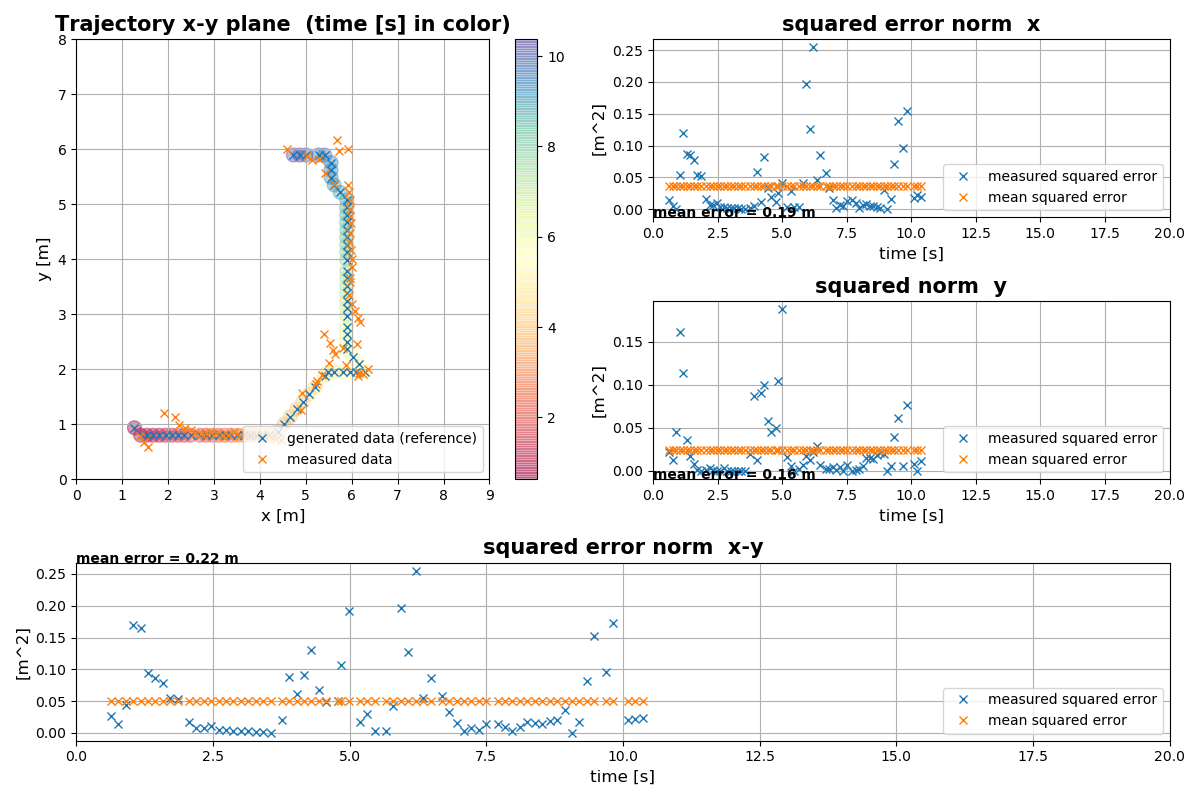 Trajectory x-y plane  (time [s] in color)
8
7
6
5
4
3
2
1
0
y [m]
0 1 2 3 4 5 6 7 8 9
x [m]
generated data (reference)
measured data
10
8
6
4
2
squared error norm  x
0.25
0.20
0.15
0.10
0.05
0.00
[m^2]
measured squared error
mean squared error
mean error = 0.19 m
0.0 2.5 5.0 7.5 10.0 12.5 15.0 17.5 20.0
time [s]
squared norm  y
0.15
0.10
0.05
0.00
[m^2]
measured squared error
mean squared error
mean error = 0.16 m
0.0 2.5 5.0 7.5 10.0 12.5 15.0 17.5 20.0
time [s]
squared error norm  x-y
mean error = 0.22 m
0.25
0.20
0.15
0.10
0.05
0.00
[m^2]
measured squared error
mean squared error
0.0 2.5 5.0 7.5 10.0 12.5 15.0 17.5 20.0
time [s]